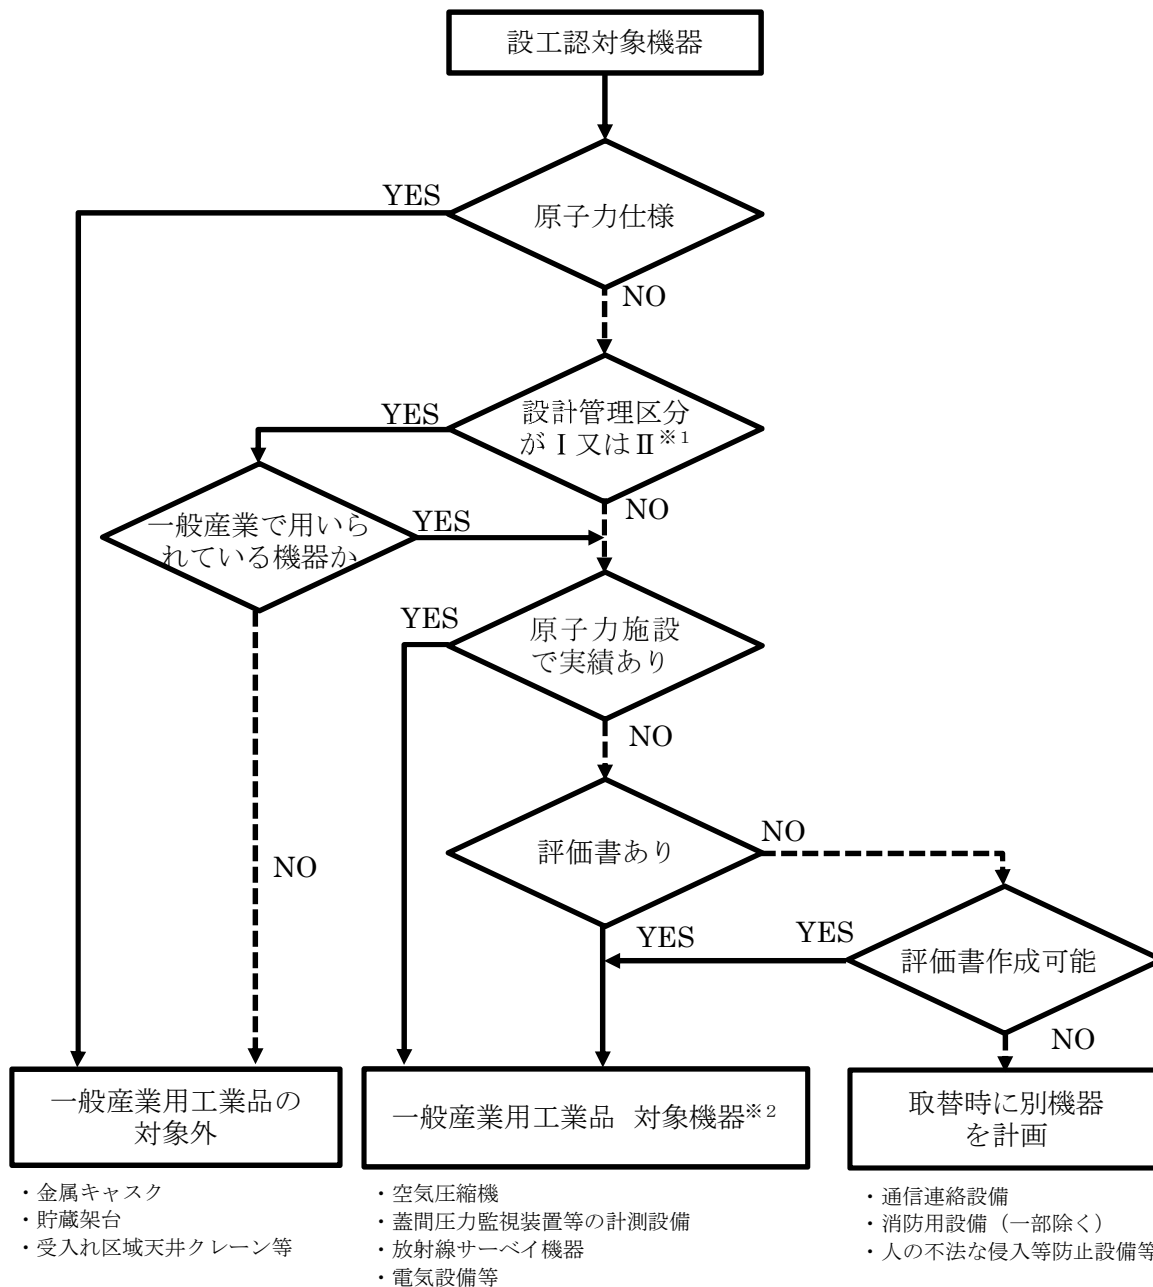 設工認対象機器
YES
原子力仕様
NO
YES
設計管理区分
がⅠ又はⅡ※1
NO
一般産業で用いら
れている機器か
YES
YES
原子力施設
で実績あり
NO
NO
評価書あり
NO
YES
YES
評価書作成可能
NO
一般産業用工業品の
対象外
一般産業用工業品 対象機器※2
取替時に別機器
を計画
・金属キャスク
・貯蔵架台
・受入れ区域天井クレーン等
・空気圧縮機
・蓋間圧力監視装置等の計測設備
・放射線サーベイ機器
・電気設備等
・通信連絡設備
・消防用設備（一部除く）
・人の不法な侵入等防止設備等